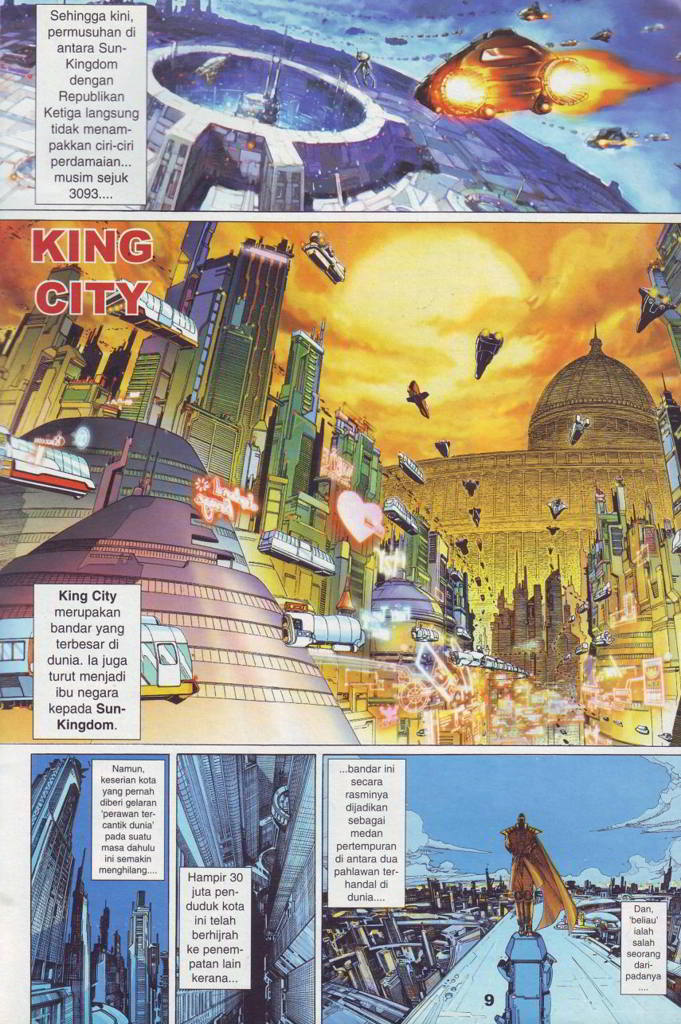 Sehingga kini,
permusuhan di
antara Sun-
Kingdom
dengan
Republikan
Ketiga langsung
tidak menam-
pakkan ciri-ciri
perdamaian...
musim sejuk
3093....
KING
CITY
King City
merupakan
bandar yang
terbesar di
dunia. Ia juga
turut menjadi
ibu negara
kepada Sun-
Kingdom.
Namun,
keserian kota
yang pernah
diberi gelaran
'perawan ter-
cantik dunia'
pada suatu
masa dahulu
ini semakin
menghilang....
Hampir 30
juta pen-
duduk kota
ini telah
berhijrah
ke penem-
patan lain
kerana...
...bandar ini
secara
rasminya
dijadikan
sebagai
medan
pertempuran
di antara dua
pahlawan ter-
handal di
dunia....
Dan,
'beliau'
ialah
salah
seorang
dari-
padanya
....
9